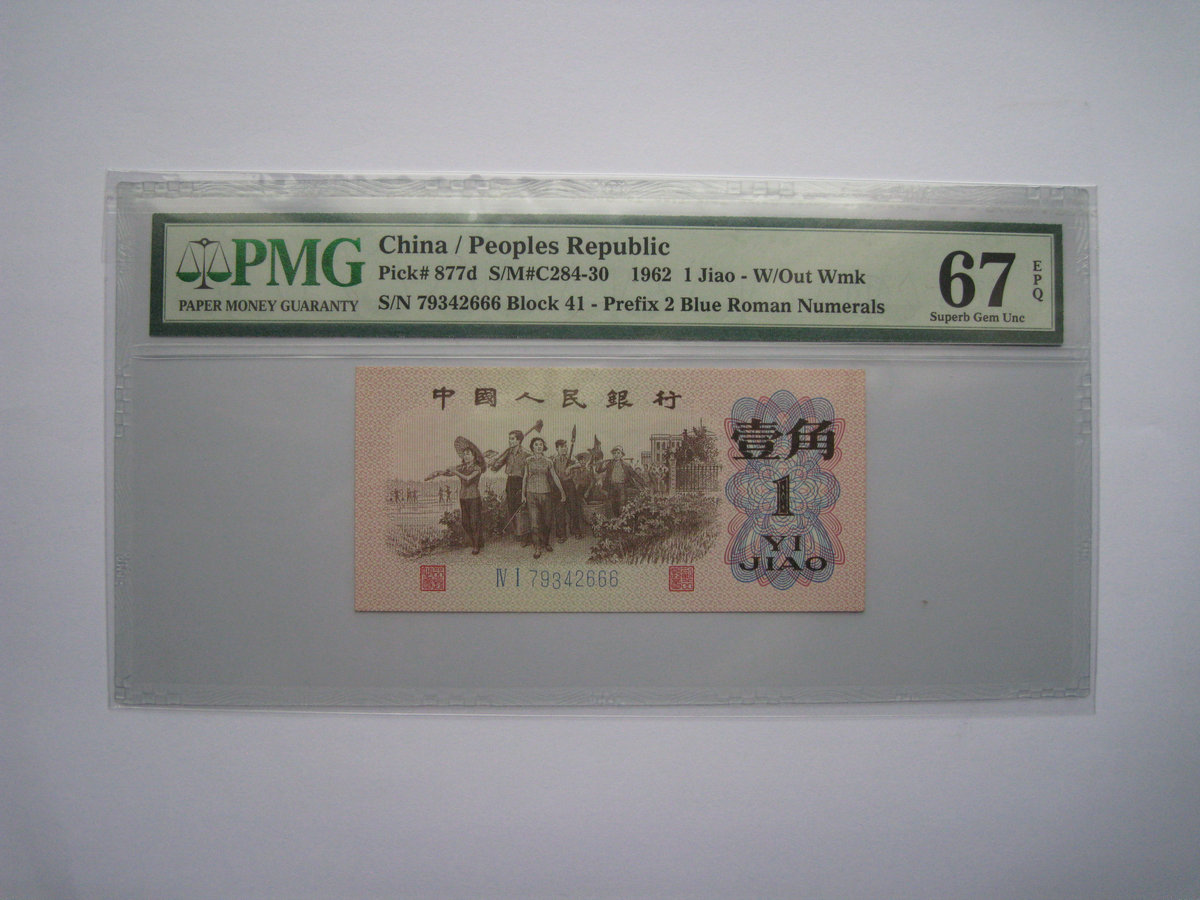 PMG
PAPER MONEY GUARANTY
China / Peoples Republic
Pick# 877d S/M#C284-30 1962 1 Jiao - W/Out Wmk
S/N 79342666 Block 41 - Prefix 2 Blue Roman Numerals
67
EPQ
Superb Gem Unc
中國人民銀行
壹角
1
YI
JIAO
IV I 79342666